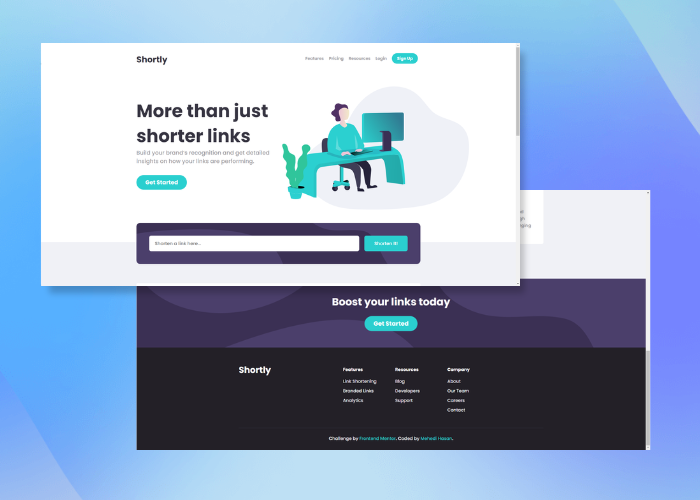 Shortly
Features Pricing Resources Login Sign Up
More than just
shorter links
Build your brand's recognition and get detailed
insights on how your links are performing.
Get Started
Shorten a link here...
Shorten It!
Boost your links today
Get Started
Shortly
Features
Link Shortening
Branded Links
Analytics
Resources
Blog
Developers
Support
Company
About
Our Team
Careers
Contact
Challenge by Frontend Mentor. Coded by Mehedi Hasan.